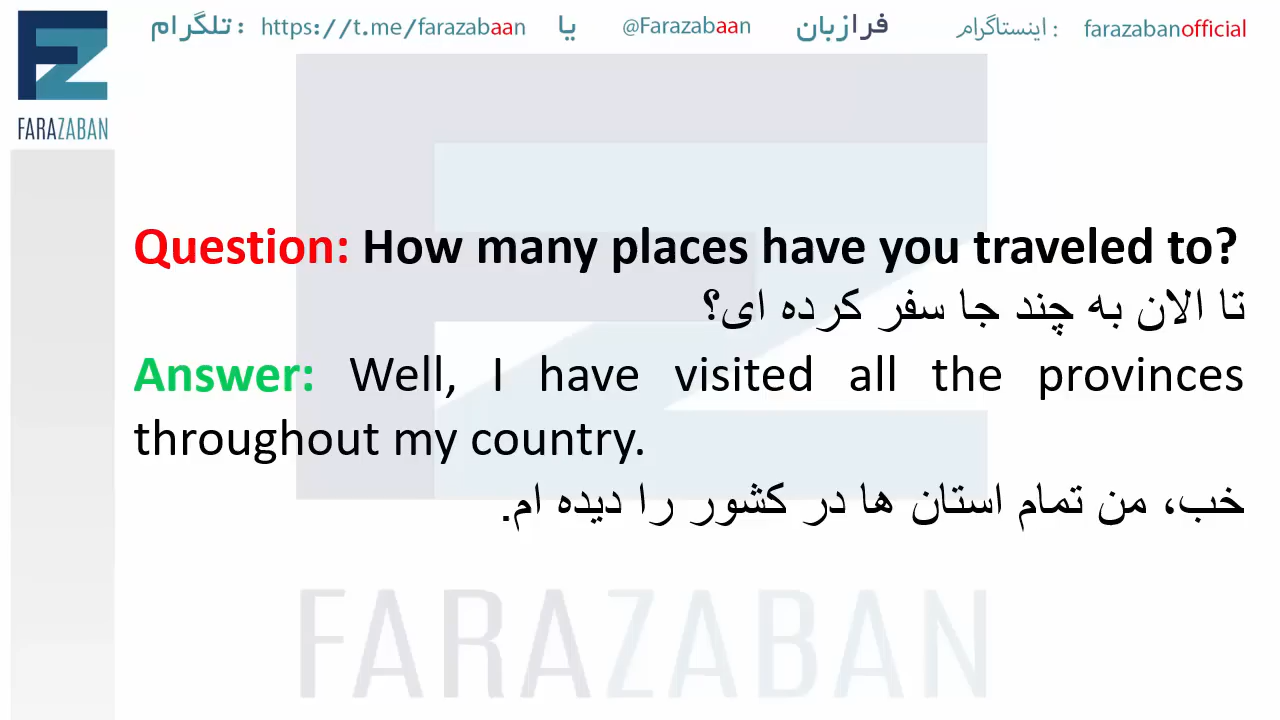 تلگرام : https://t.me/farazabaan یا @Farazabaan فرازبان اینستاگرام : farazabanofficial
FZ
FARAZABAN
Question: How many places have you traveled to?
تا الان به چند جا سفر کرده ای؟
Answer: Well, I have visited all the provinces
throughout my country.
خب، من تمام استان ها در کشور را دیده ام.
FARAZABAN